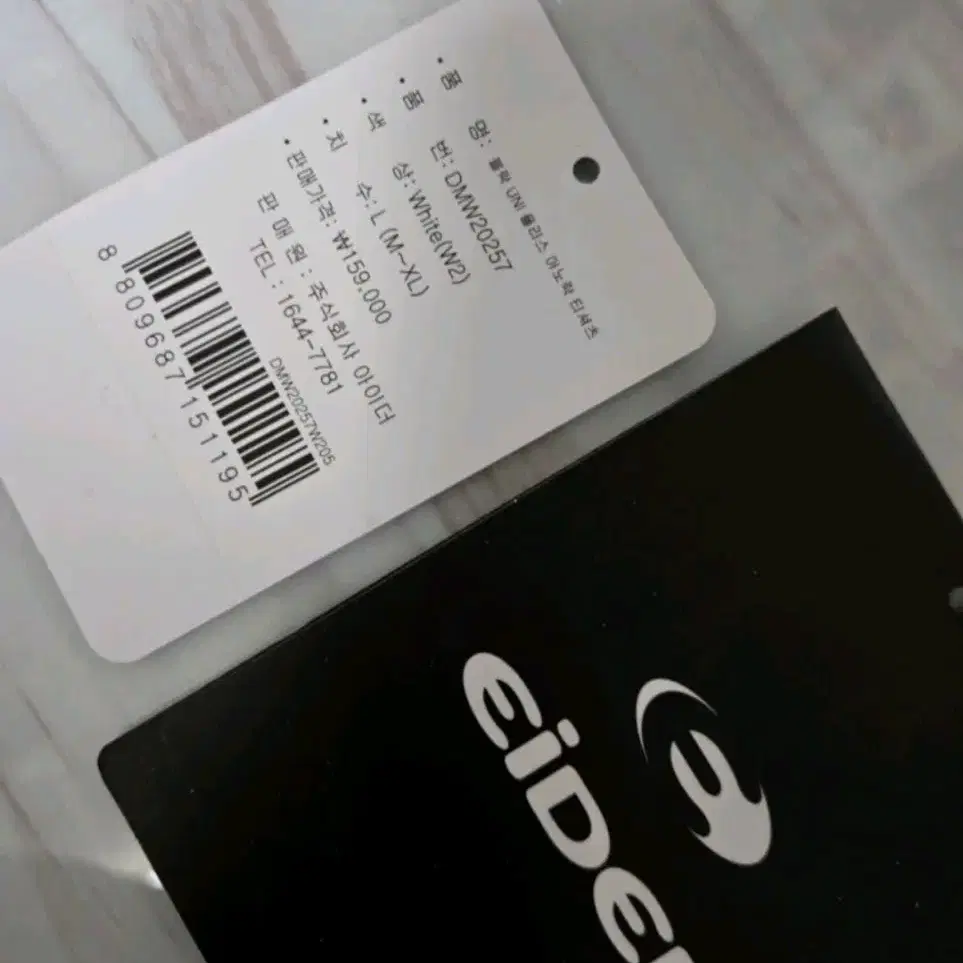 • 품 명: 플락 UNI 폴리스 아노락 티셔츠
• 품 번: DMW20257
• 색 상: White(W2)
• 치 수: L (M~XL)
• 판매가격: ₩159,000
판 매 원 : 주식회사 아이더
TEL : 1644-7781
DMW20257W205
8 809687 151195
eiDer